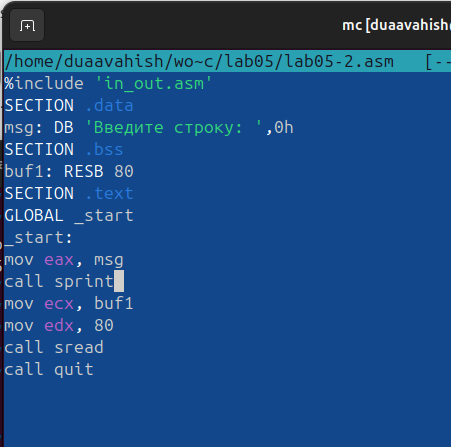 mc [duaavahish@
/home/duaavahish/wo~c/lab05/lab05-2.asm [--
%include 'in_out.asm'
SECTION .data
msg: DB 'Введите строку: ',0h
SECTION .bss
buf1: RESB 80
SECTION .text
GLOBAL _start
_start:
mov eax, msg
call sprint
mov ecx, buf1
mov edx, 80
call sread
call quit